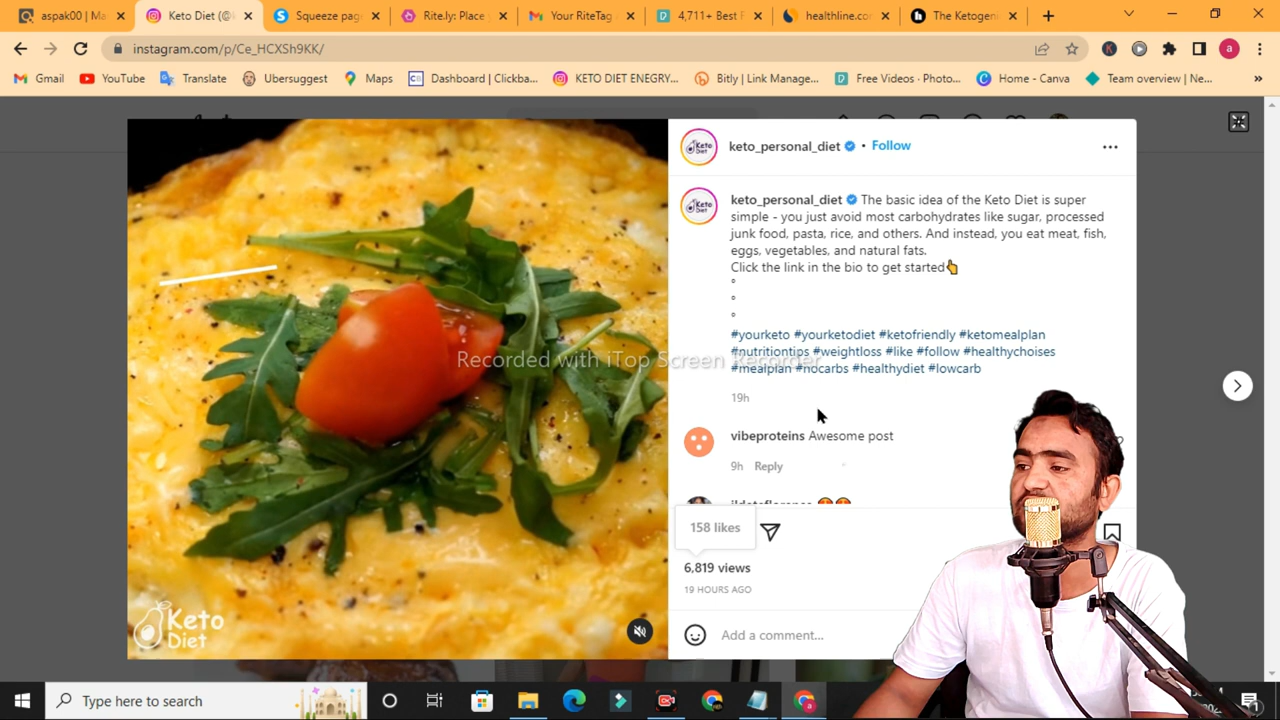 aspak00 | Ma
Keto Diet (@
Squeeze pag
Rite.ly: Place
Your RiteTag
4,711+ Best F
healthline.co
The Ketogen
instagram.com/p/Ce_HCXSh9KK/
Gmail
YouTube
Translate
Ubersuggest
Maps
Dashboard | Clickba...
KETO DIET ENEGRY...
Bitly | Link Manage...
Free Videos · Photo...
Home - Canva
Team overview | Ne...
keto_personal_diet • Follow
keto_personal_diet The basic idea of the Keto Diet is super
simple - you just avoid most carbohydrates like sugar, processed
junk food, pasta, rice, and others. And instead, you eat meat, fish,
eggs, vegetables, and natural fats.
Click the link in the bio to get started👆
°
°
°
#yourketo #yourketodiet #ketofriendly #ketomealplan
#nutritiontips #weightloss #like #follow #healthychoises
#mealplan #nocarbs #healthydiet #lowcarb
Recorded with iTop Screen Recorder
19h
vibeproteins Awesome post
9h Reply
158 likes
6,819 views
19 HOURS AGO
Add a comment...
Keto
Diet
Type here to search